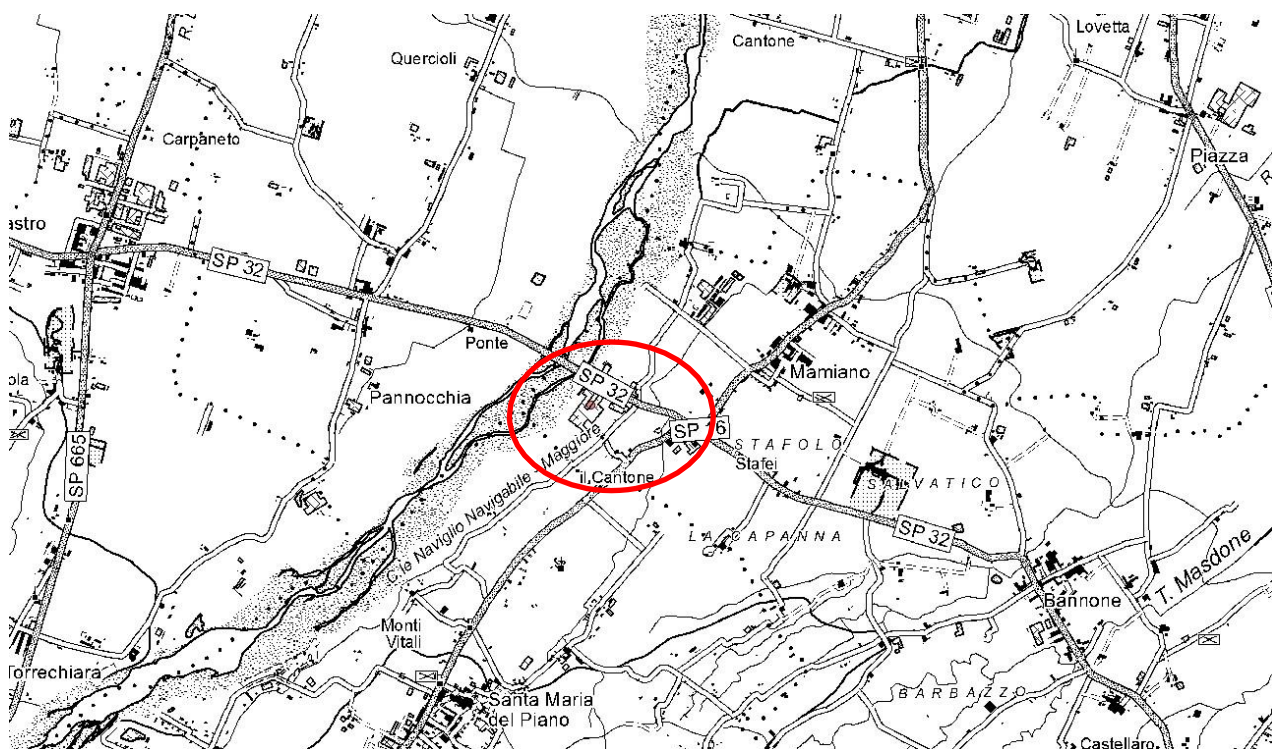 Cantone
Lovetta
Quercioli
R.
Carpaneto
Piazza
R.
astro
SP 32
Ponte
Mamiano
SP 32
Pannocchia
ola
SP 6
STAFOLO
Stafei
SALVATICO
il Cantone
SP 665
C.le Naviglio Navigabile - Maggiore
LA CAPANNA
SP 32
T. Masdone
Bannone
Monti
Vitali
Torrechiara
Santa Maria
del Piano
BARBAZZO
Castellaro